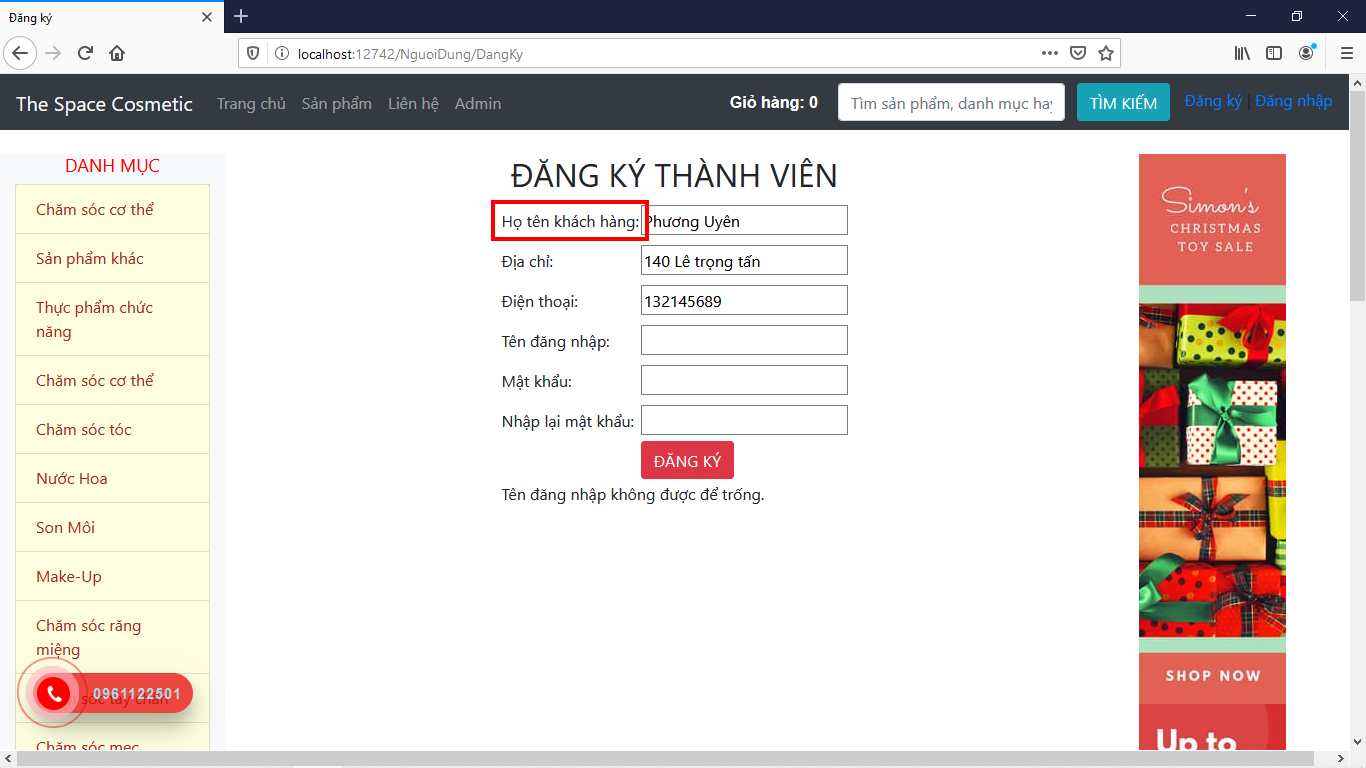 Đăng ký
localhost:12742/NguoiDung/DangKy
The Space Cosmetic Trang chủ Sản phẩm Liên hệ Admin Giỏ hàng: 0 Tìm sản phẩm, danh mục hay TÌM KIẾM Đăng ký | Đăng nhập
DANH MỤC
Chăm sóc cơ thể
Sản phẩm khác
Thực phẩm chức
năng
Chăm sóc cơ thể
Chăm sóc tóc
Nước Hoa
Son Môi
Make-Up
Chăm sóc răng
miệng
sóc tay chân
0961122501
Chăm sóc mẹ
ĐĂNG KÝ THÀNH VIÊN
Họ tên khách hàng: Phương Uyên
Địa chỉ: 140 Lê trọng tấn
Điện thoại: 132145689
Tên đăng nhập:
Mật khẩu:
Nhập lại mật khẩu:
ĐĂNG KÝ
Tên đăng nhập không được để trống.
Simon's
CHRISTMAS
TOY SALE
SHOP NOW
Up to